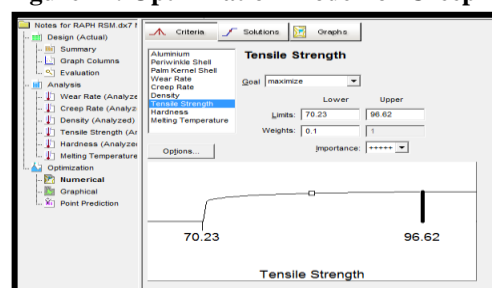 Notes for RAPH RSM.dx7 f
Design (Actual)
Summary
Graph Columns
Evaluation
Analysis
Wear Rate (Analyze
Creep Rate (Analyz
Density (Analyzed)
Tensile Strength (An
Hardness (Analyzed
Melting Temperature
Optimization
Numerical
Graphical
Point Prediction
Criteria
Solutions
Graphs
Aluminium
Periwinkle Shell
Palm Kernel Shell
Wear Rate
Creep Rate
Density
Tensile Strength
Hardness
Melting Temperature
Options...
Tensile Strength
Goal maximize
Lower Upper
Limits: 70.23 96.62
Weights: 0.1 1
Importance: +++++
70.23 96.62
Tensile Strength